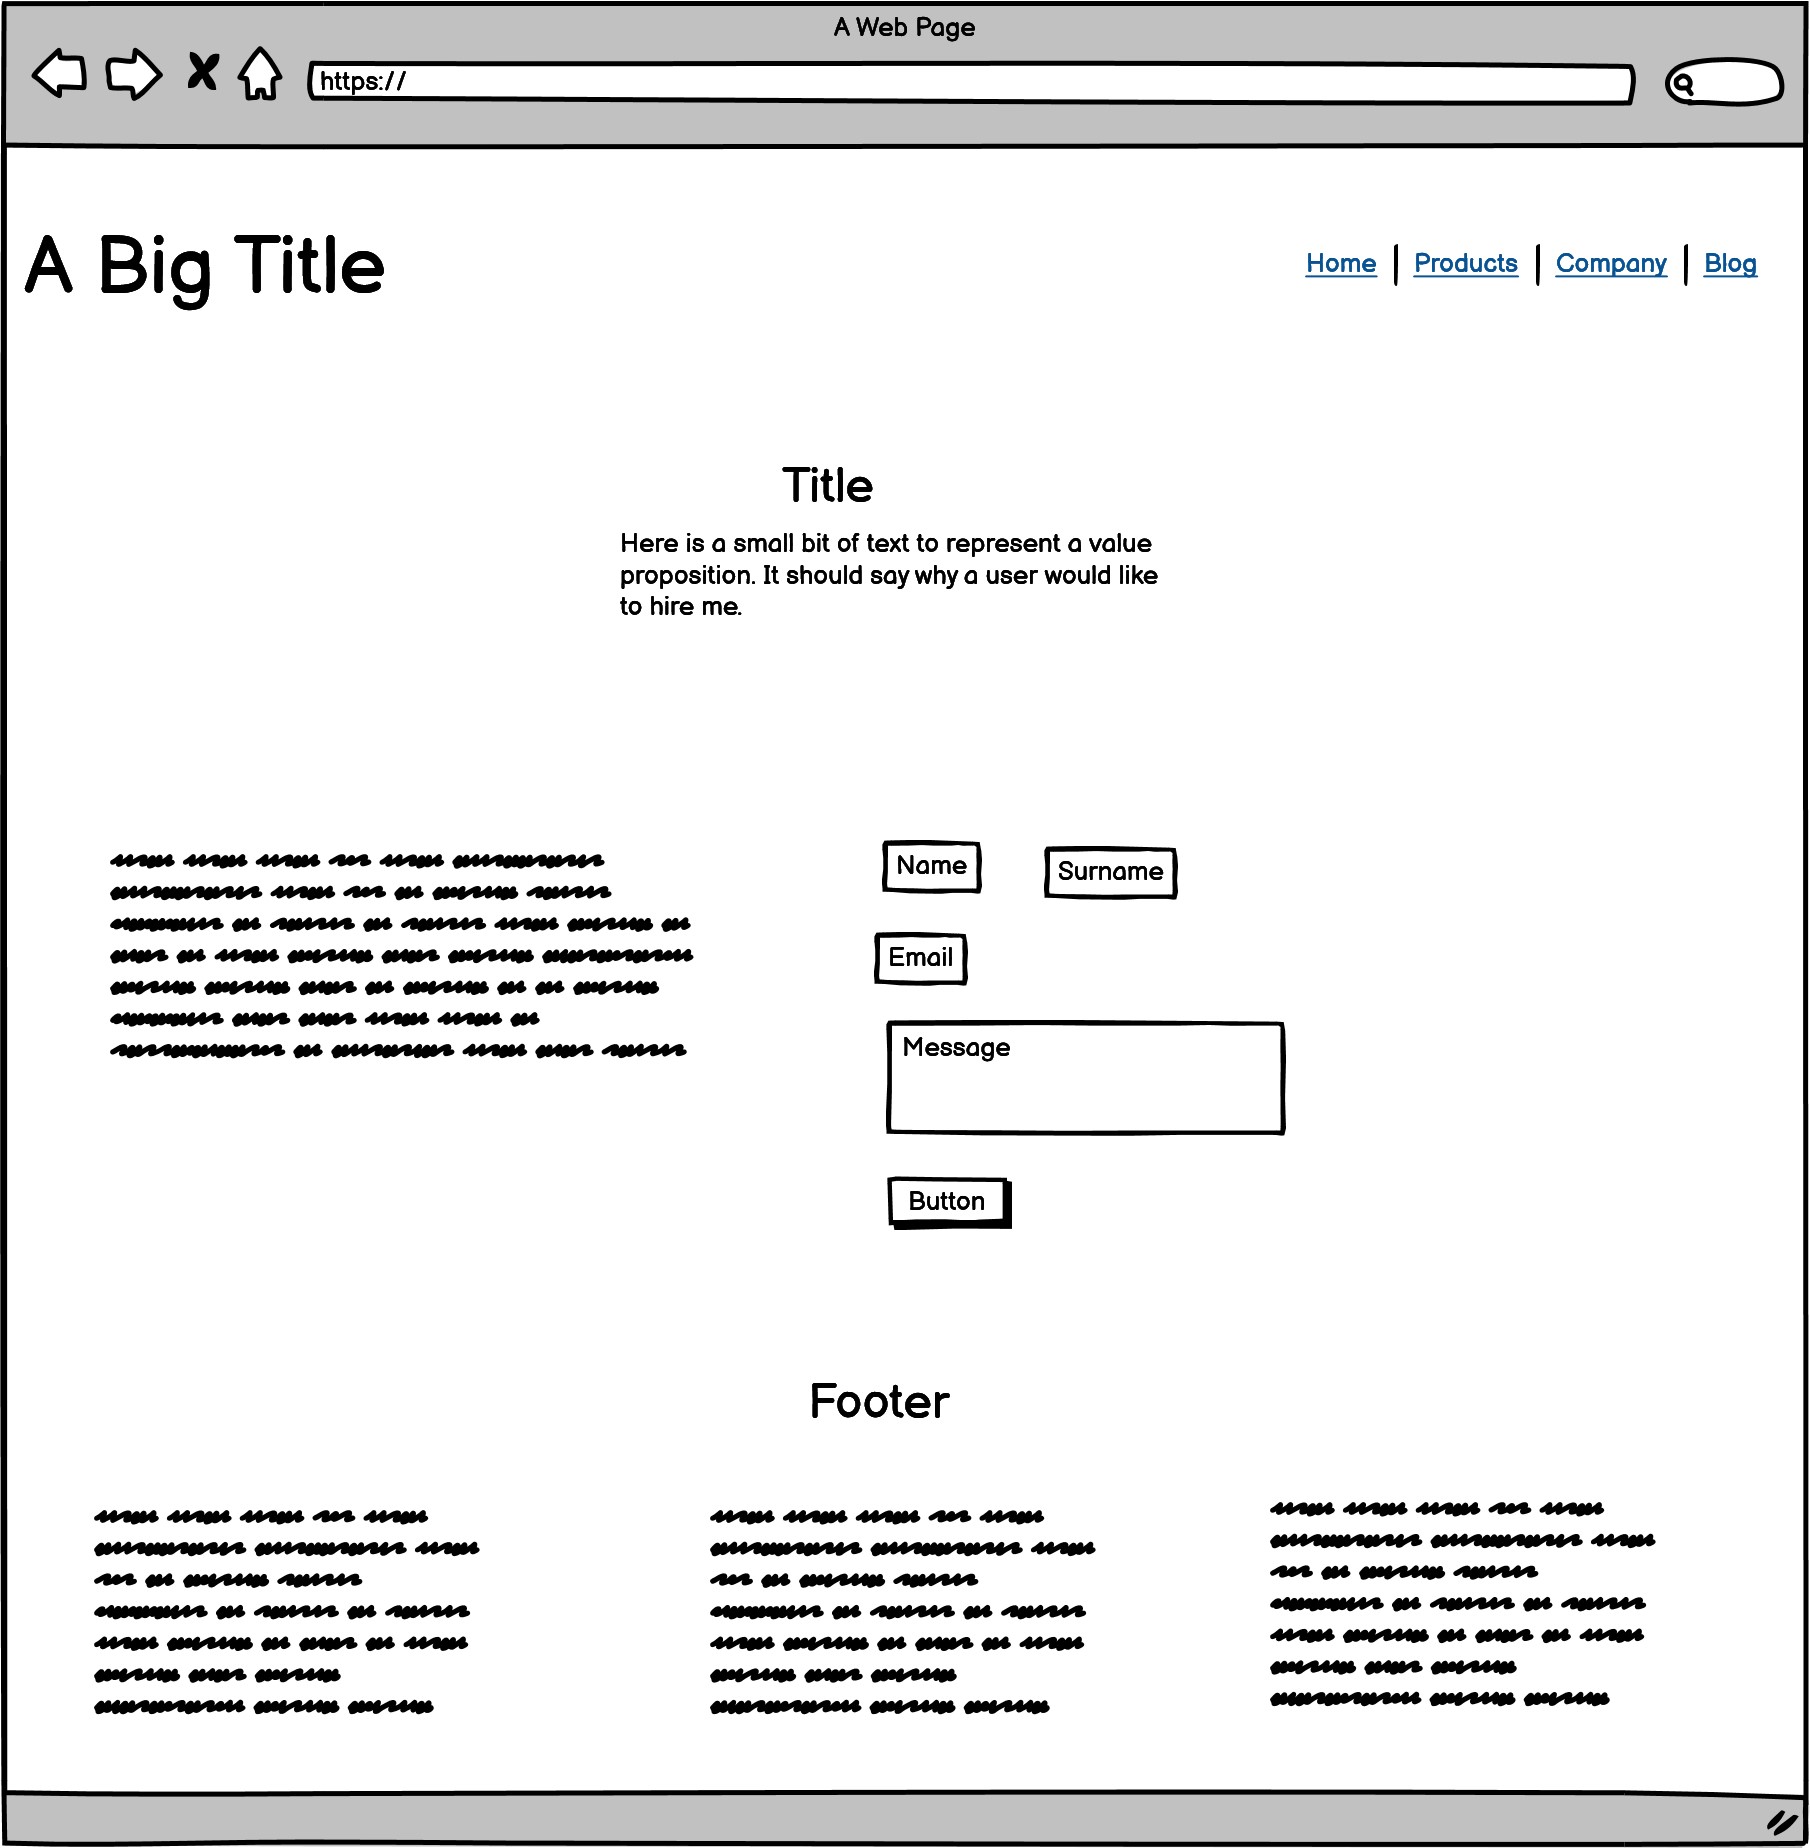 A Web Page
https://
A Big Title
Home | Products | Company | Blog
Title
Here is a small bit of text to represent a value
proposition. It should say why a user would like
to hire me.
Name
Surname
Email
Message
Button
Footer